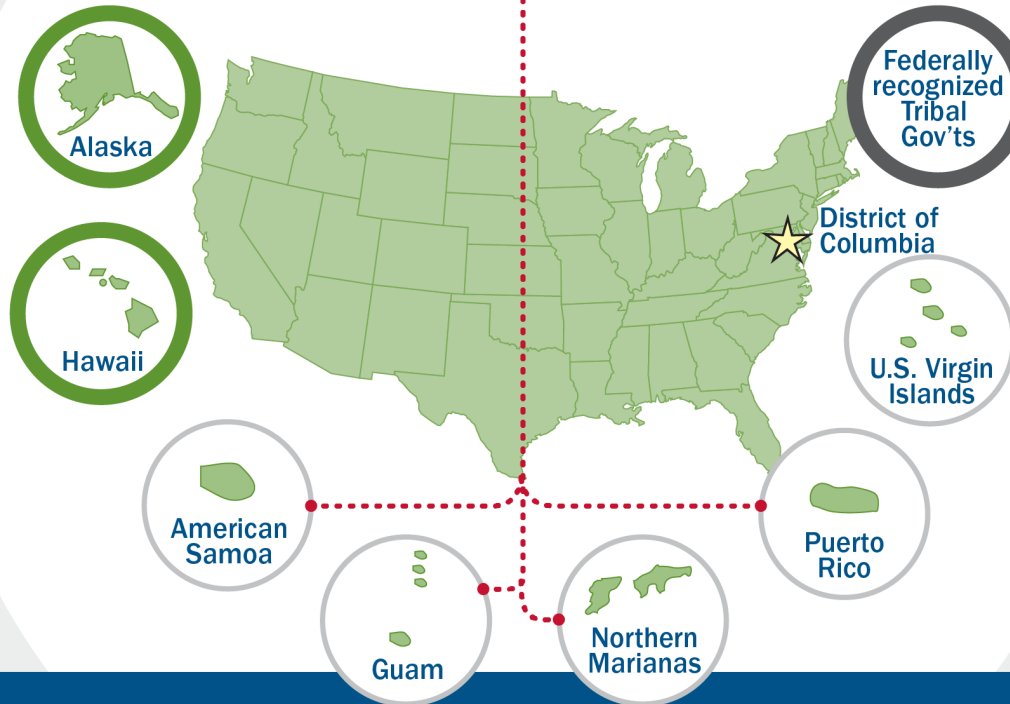 Alaska
Federally
recognized
Tribal
Gov'ts
District of
Columbia
Hawaii
U.S. Virgin
Islands
American
Samoa
Puerto
Rico
Guam
Northern
Marianas